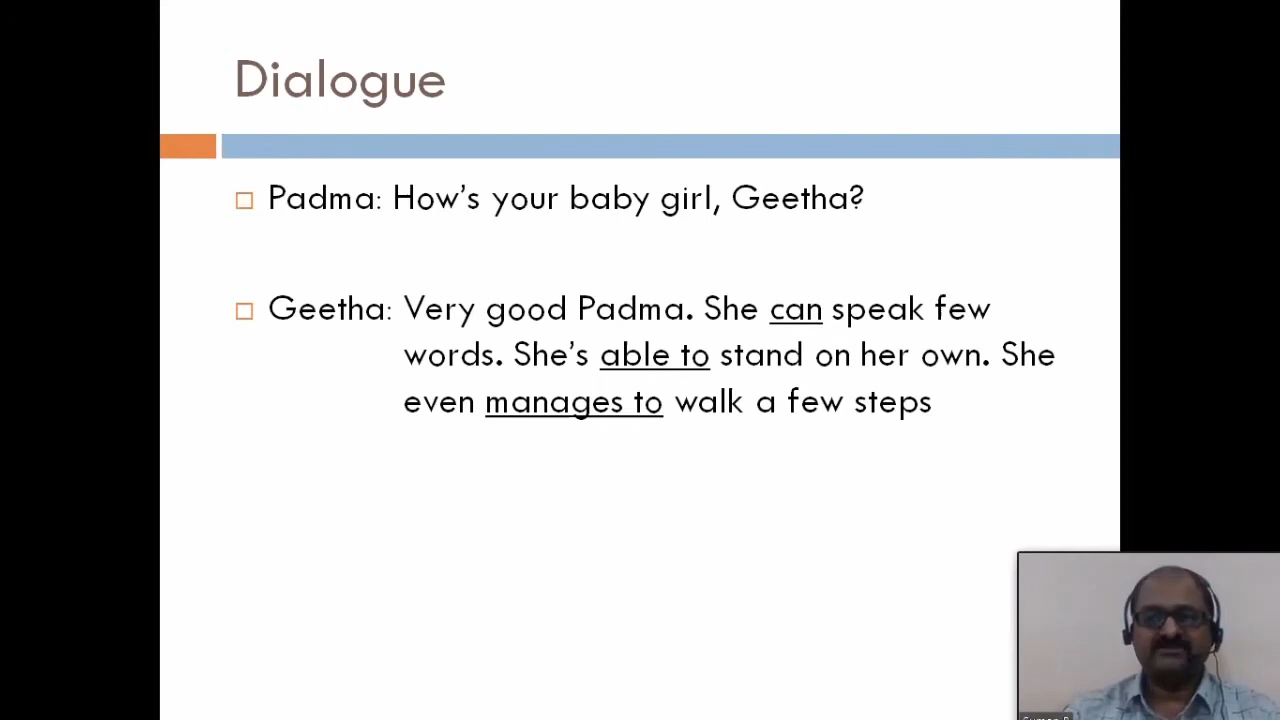 Dialogue
Padma: How's your baby girl, Geetha?
Geetha: Very good Padma. She can speak few
words. She's able to stand on her own. She
even manages to walk a few steps